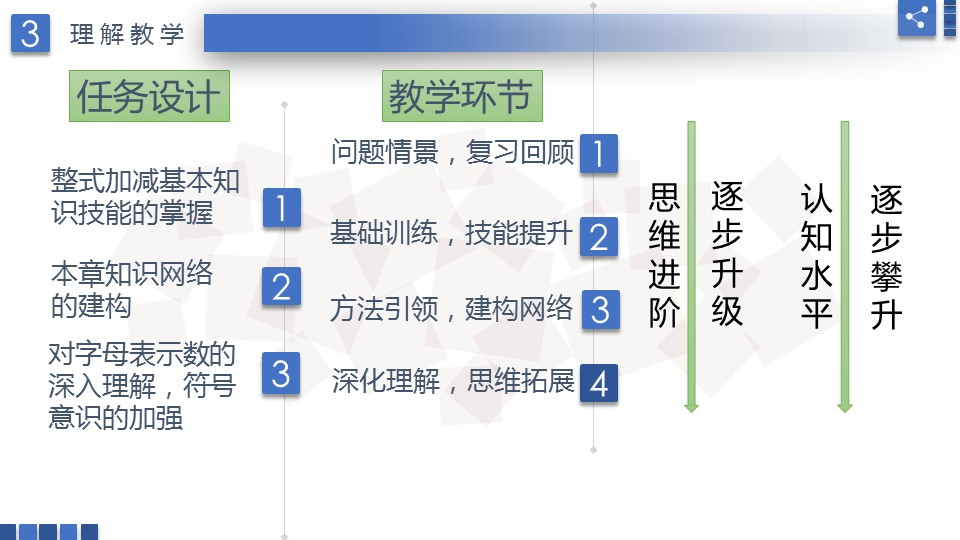 3
理解教学
任务设计
整式加减基本知
识技能的掌握
1
本章知识网络
的建构
2
对字母表示数的
深入理解，符号
意识的加强
3
教学环节
问题情景，复习回顾
1
基础训练，技能提升
2
方法引领，建构网络
3
深化理解，思维拓展
4
思维进阶
逐步升级
认知水平
逐步攀升